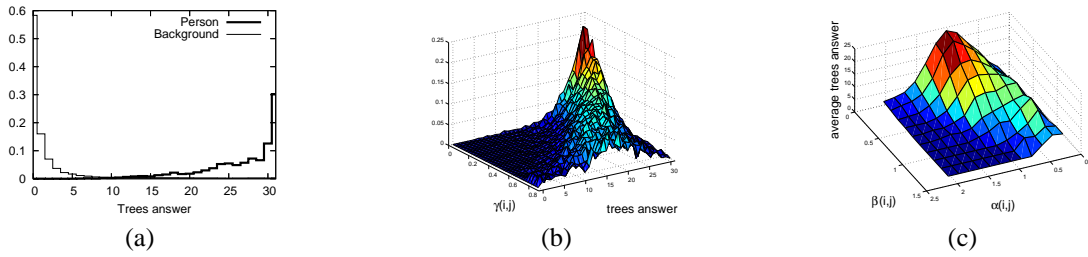 0.6
0.5
0.4
0.3
0.2
0.1
0
0 5 10 15 20 25 30
Person
Background
Trees answer
(a)
0.25
0.2
0.15
0.1
0.05
0
0 0.2 0.4 0.6 0.8
0 5 10 15 20 25 30
γ(i,j)
trees answer
(b)
average trees answer
25
20
15
10
5
0
0 0.5 1 1.5 2 2.5
2 1.5 1 0.5 0
β(i,j)
α(i,j)
(c)